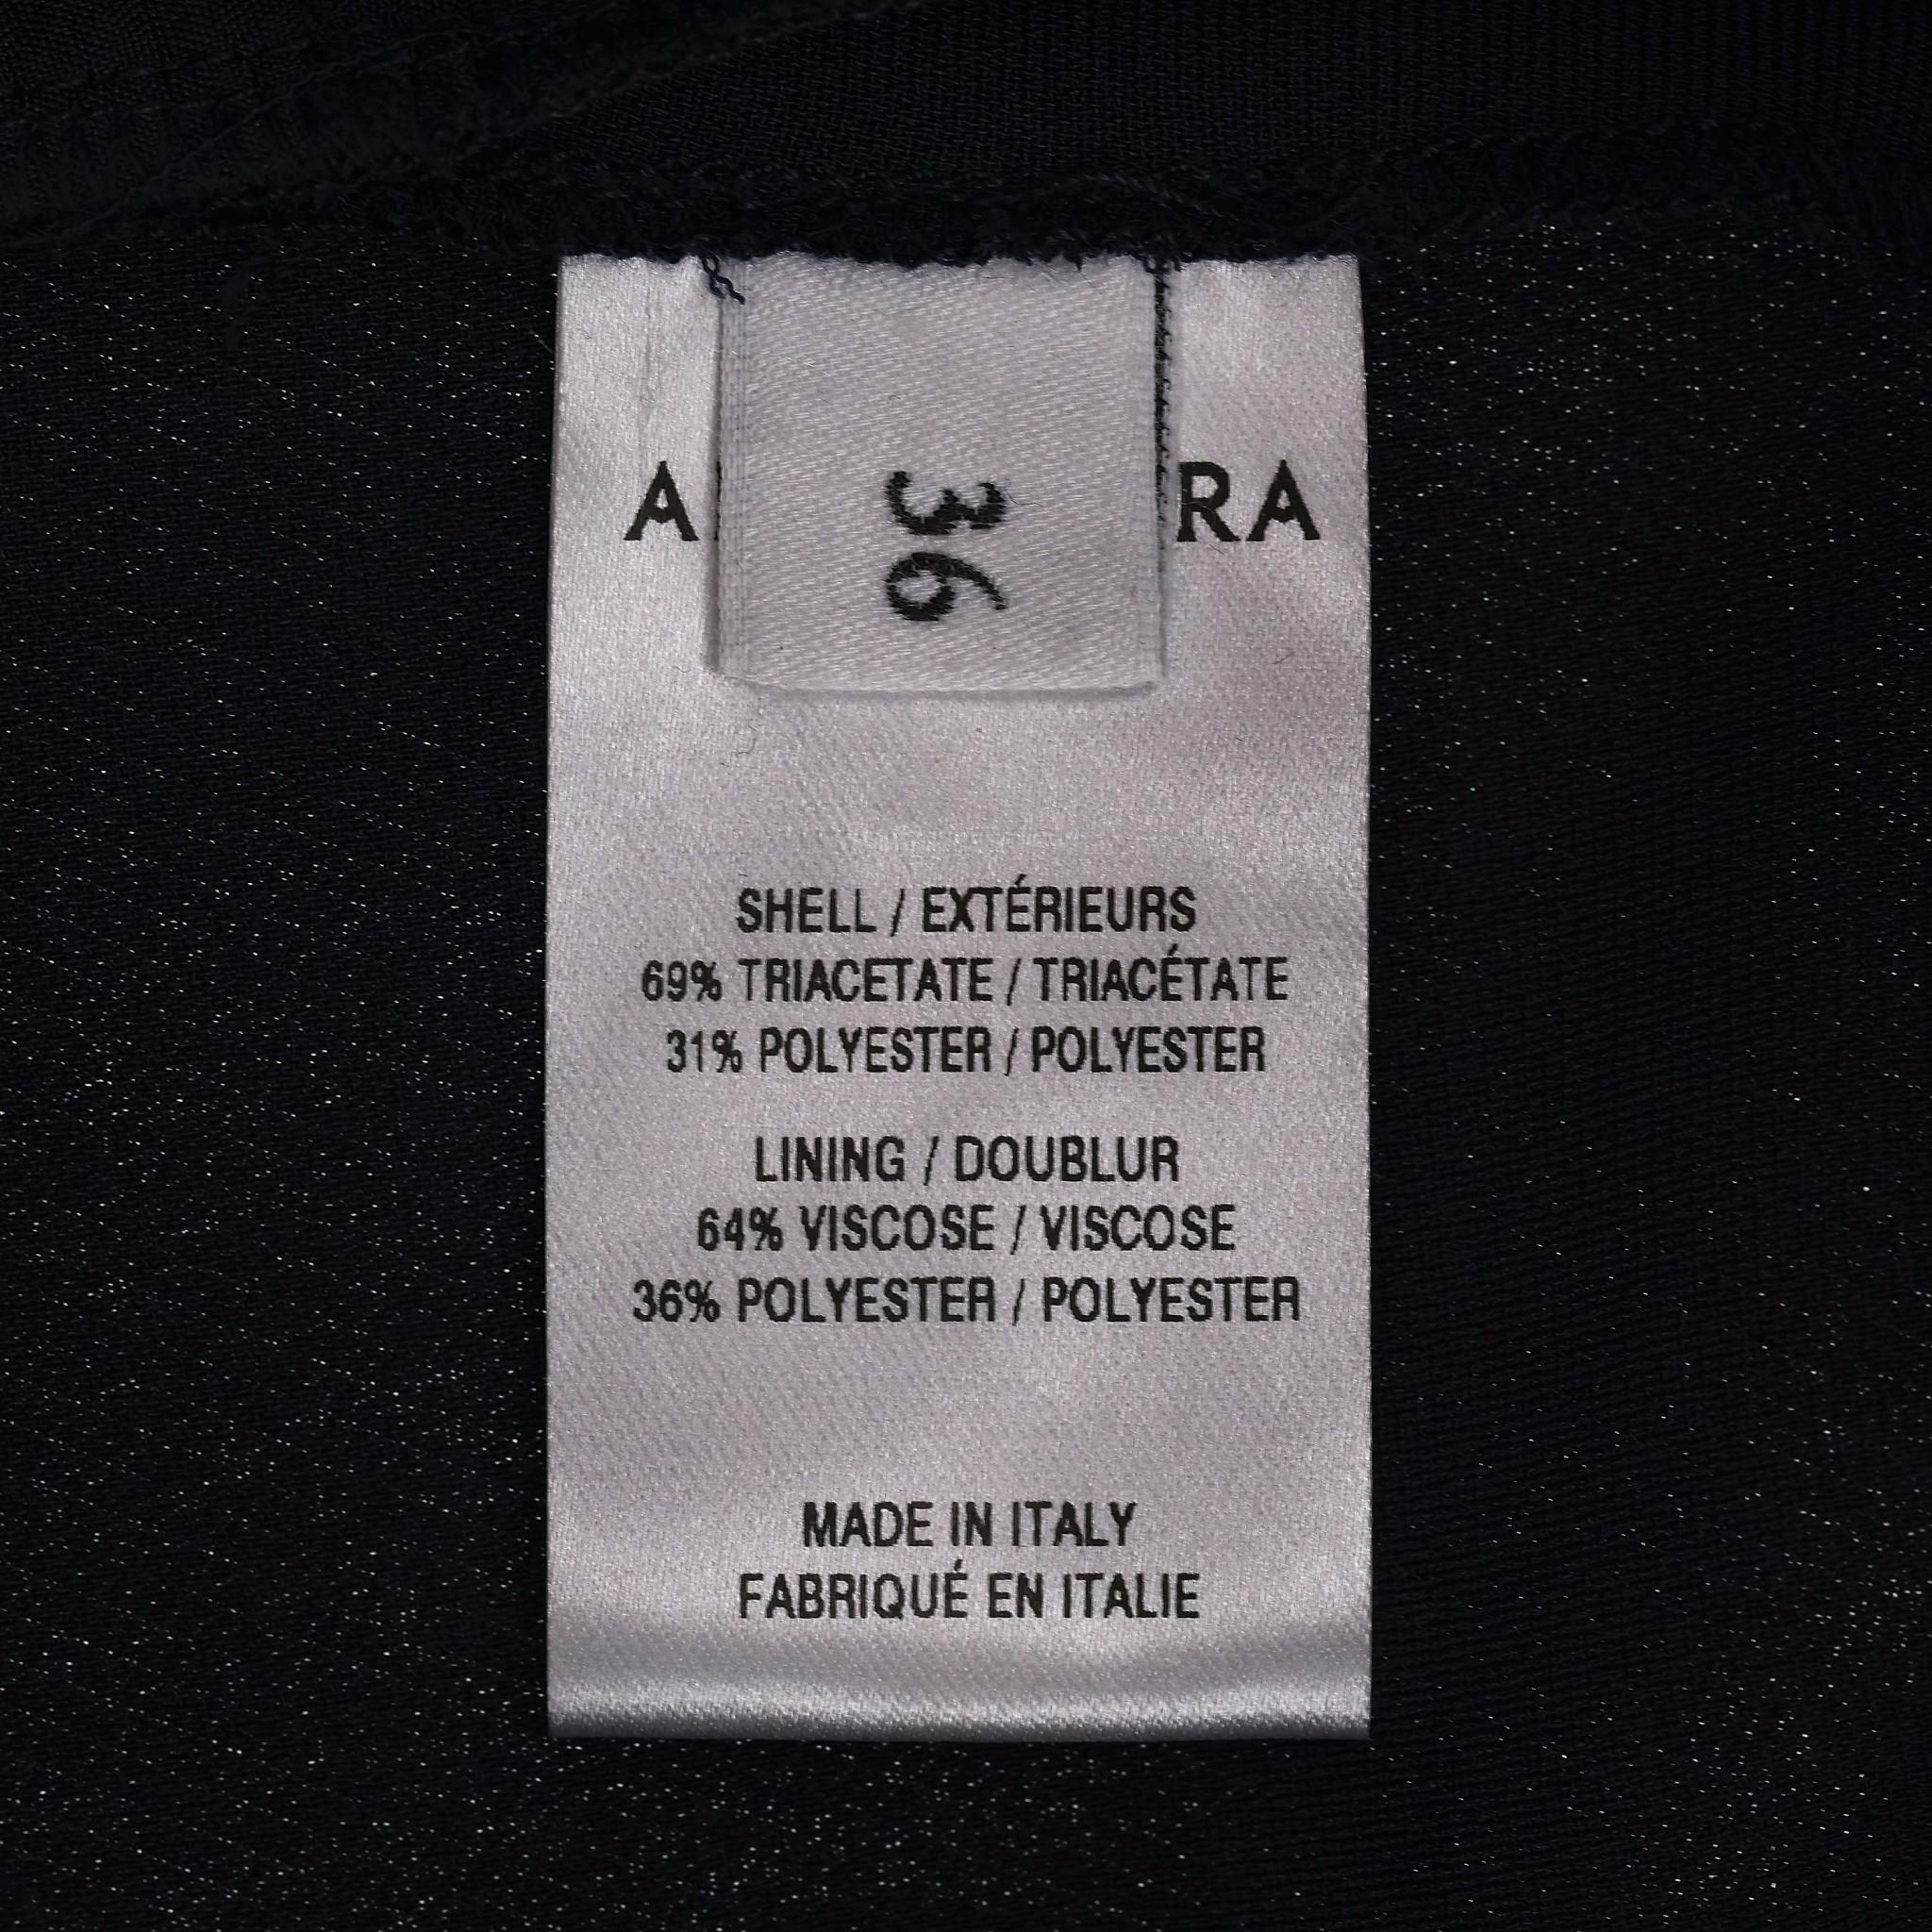 36
SHELL / EXTÉRIEURS
69% TRIACETATE / TRIACÉTATE
31% POLYESTER / POLYESTER
LINING / DOUBLUR
64% VISCOSE / VISCOSE
36% POLYESTER / POLYESTER
MADE IN ITALY
FABRIQUÉ EN ITALIE